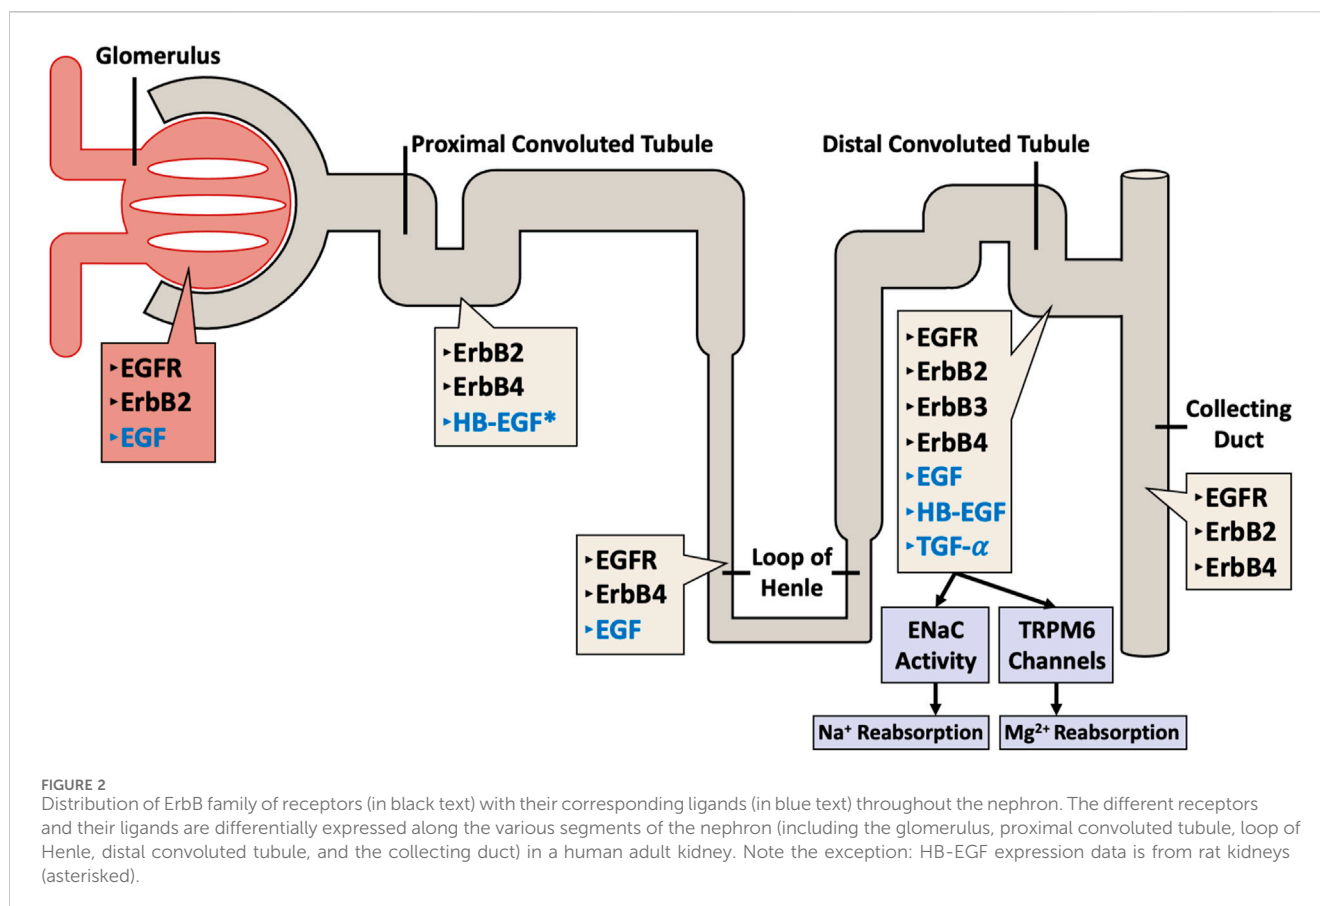 Glomerulus
Proximal Convoluted Tubule
Distal Convoluted Tubule
▸EGFR
▸ErbB2
▸EGF
▸ErbB2
▸ErbB4
▸HB-EGF*
▸EGFR
▸ErbB4
▸EGF
Loop of
Henle
▸EGFR
▸ErbB2
▸ErbB3
▸ErbB4
▸EGF
▸HB-EGF
▸TGF-α
Collecting
Duct
▸EGFR
▸ErbB2
▸ErbB4
ENaC
Activity
TRPM6
Channels
Na⁺ Reabsorption
Mg²⁺ Reabsorption
FIGURE 2
Distribution of ErbB family of receptors (in black text) with their corresponding ligands (in blue text) throughout the nephron. The different receptors
and their ligands are differentially expressed along the various segments of the nephron (including the glomerulus, proximal convoluted tubule, loop of
Henle, distal convoluted tubule, and the collecting duct) in a human adult kidney. Note the exception: HB-EGF expression data is from rat kidneys
(asterisked).